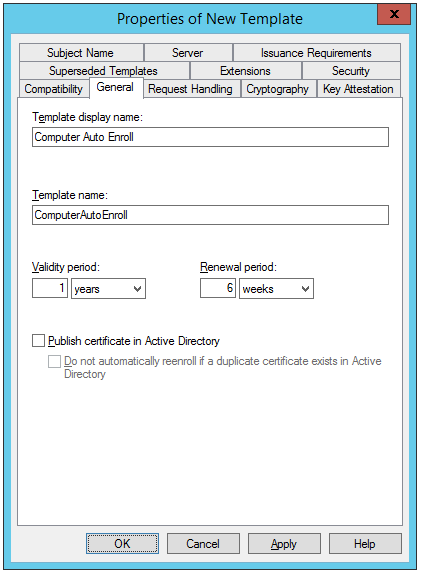 Properties of New Template
x
Subject Name Server Issuance Requirements
Superseded Templates Extensions Security
Compatibility General Request Handling Cryptography Key Attestation
Template display name:
Computer Auto Enroll
Template name:
ComputerAutoEnroll
Validity period: Renewal period:
1 years 6 weeks
Publish certificate in Active Directory
Do not automatically reenroll if a duplicate certificate exists in Active
Directory
OK Cancel Apply Help